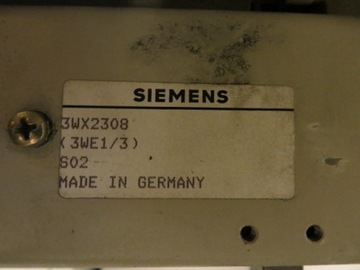 SIEMENS
3WX2308
(3WE1/3)
S02
MADE IN GERMANY